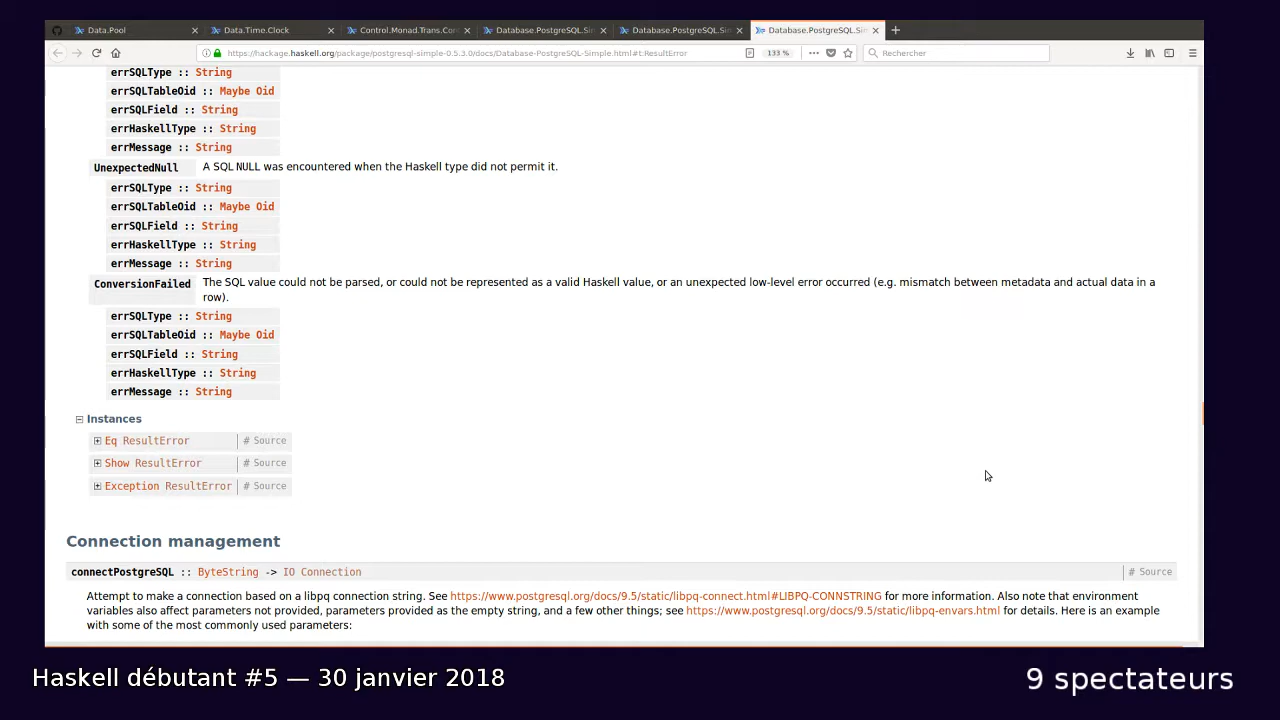 Data.Pool
Data.Time.Clock
Control.Monad.Trans.Con
Database.PostgreSQL.Sim
Database.PostgreSQL.Sim
Database.PostgreSQL.Sim
https://hackage.haskell.org/package/postgresql-simple-0.5.3.0/docs/Database-PostgreSQL-Simple.html#t:ResultError
133 %
Rechercher
errSQLType :: String
errSQLTableOid :: Maybe Oid
errSQLField :: String
errHaskellType :: String
errMessage :: String
UnexpectedNull A SQL NULL was encountered when the Haskell type did not permit it.
errSQLType :: String
errSQLTableOid :: Maybe Oid
errSQLField :: String
errHaskellType :: String
errMessage :: String
ConversionFailed The SQL value could not be parsed, or could not be represented as a valid Haskell value, or an unexpected low-level error occurred (e.g. mismatch between metadata and actual data in a
row).
errSQLType :: String
errSQLTableOid :: Maybe Oid
errSQLField :: String
errHaskellType :: String
errMessage :: String
Instances
Eq ResultError # Source
Show ResultError # Source
Exception ResultError # Source
Connection management
connectPostgreSQL :: ByteString -> IO Connection # Source
Attempt to make a connection based on a libpq connection string. See https://www.postgresql.org/docs/9.5/static/libpq-connect.html#LIBPQ-CONNSTRING for more information. Also note that environment
variables also affect parameters not provided, parameters provided as the empty string, and a few other things; see https://www.postgresql.org/docs/9.5/static/libpq-envars.html for details. Here is an example
with some of the most commonly used parameters:
Haskell débutant #5 — 30 janvier 2018
9 spectateurs